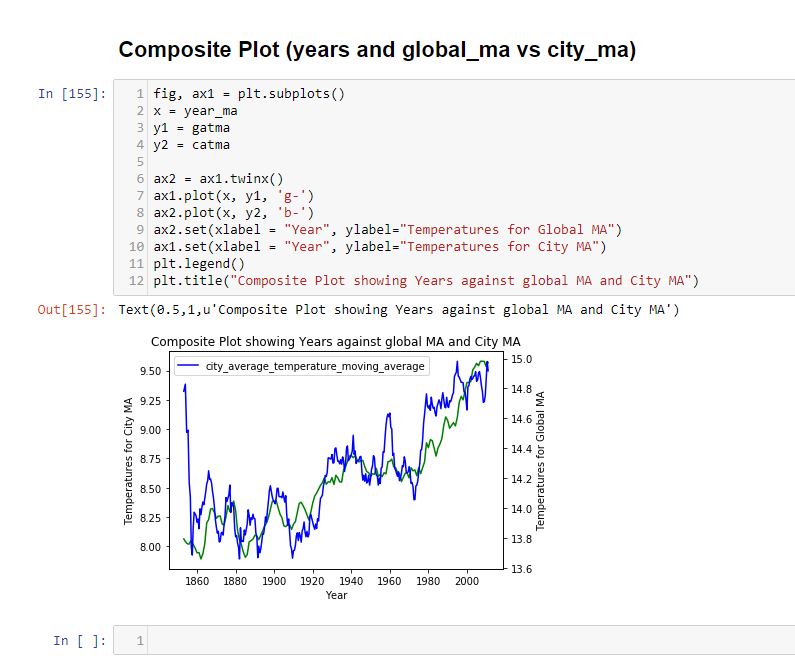 Composite Plot (years and global_ma vs city_ma)
In [155]:
1 fig, ax1 = plt.subplots()
2 x = year_ma
3 y1 = gatma
4 y2 = catma
5
6 ax2 = ax1.twinx()
7 ax1.plot(x, y1, 'g-')
8 ax2.plot(x, y2, 'b-')
9 ax2.set(xlabel = "Year", ylabel="Temperatures for Global MA")
10 ax1.set(xlabel = "Year", ylabel="Temperatures for City MA")
11 plt.legend()
12 plt.title("Composite Plot showing Years against global MA and City MA")
Out[155]: Text(0.5,1,u'Composite Plot showing Years against global MA and City MA')
Composite Plot showing Years against global MA and City MA
city_average_temperature_moving_average
Temperatures for City MA
9.50
9.25
9.00
8.75
8.50
8.25
8.00
15.0
14.8
14.6
14.4
14.2
14.0
13.8
13.6
Temperatures for Global MA
1860 1880 1900 1920 1940 1960 1980 2000
Year
In [ ]: 1